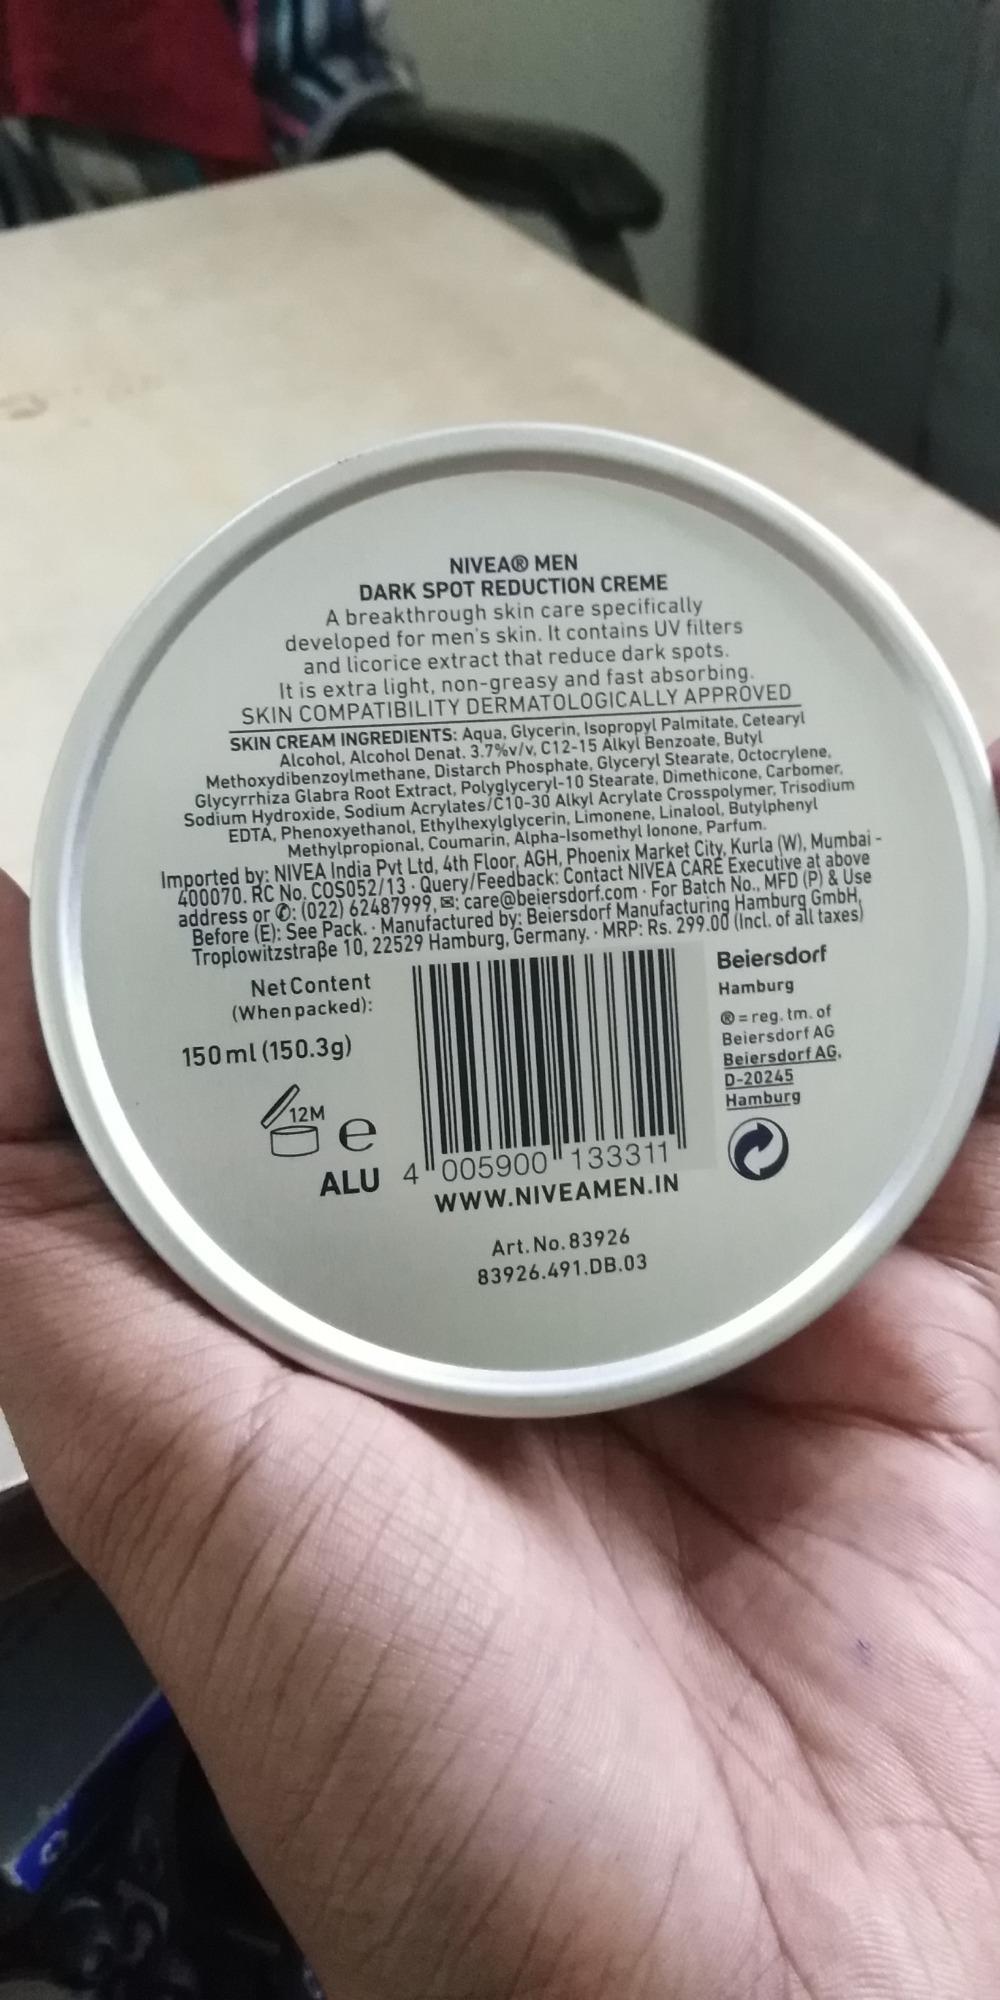 NIVEA® MEN
DARK SPOT REDUCTION CREME
A breakthrough skin care specifically
developed for men's skin. It contains UV filters
and licorice extract that reduce dark spots.
It is extra light, non-greasy and fast absorbing.
SKIN COMPATIBILITY DERMATOLOGICALLY APPROVED
SKIN CREAM INGREDIENTS: Aqua, Glycerin, Isopropyl Palmitate, Cetearyl
Alcohol, Alcohol Denat. 3.7%v/v, C12-15 Alkyl Benzoate, Butyl
Methoxydibenzoylmethane, Distarch Phosphate, Glyceryl Stearate, Octocrylene,
Glycyrrhiza Glabra Root Extract, Polyglyceryl-10 Stearate, Dimethicone, Carbomer,
Sodium Hydroxide, Sodium Acrylates/C10-30 Alkyl Acrylate Crosspolymer, Trisodium
EDTA, Phenoxyethanol, Ethylhexylglycerin, Limonene, Linalool, Butylphenyl
Methylpropional, Coumarin, Alpha-Isomethyl Ionone, Parfum.
Imported by: NIVEA India Pvt Ltd, 4th Floor, AGH, Phoenix Market City, Kurla (W), Mumbai -
400070. RC No. COS052/13 · Query/Feedback: Contact NIVEA CARE Executive at above
address or ✆: (022) 62487999, ✉: care@beiersdorf.com · For Batch No., MFD (P) & Use
Before (E): See Pack. · Manufactured by: Beiersdorf Manufacturing Hamburg GmbH,
Troplowitzstraße 10, 22529 Hamburg, Germany. · MRP: Rs. 299.00 (Incl. of all taxes)
Net Content
(When packed):
150 ml (150.3g)
12M
e
ALU
4 005900 133311
WWW.NIVEAMEN.IN
Beiersdorf
Hamburg
® = reg. tm. of
Beiersdorf AG
Beiersdorf AG,
D-20245
Hamburg
Art. No. 83926
83926.491.DB.03